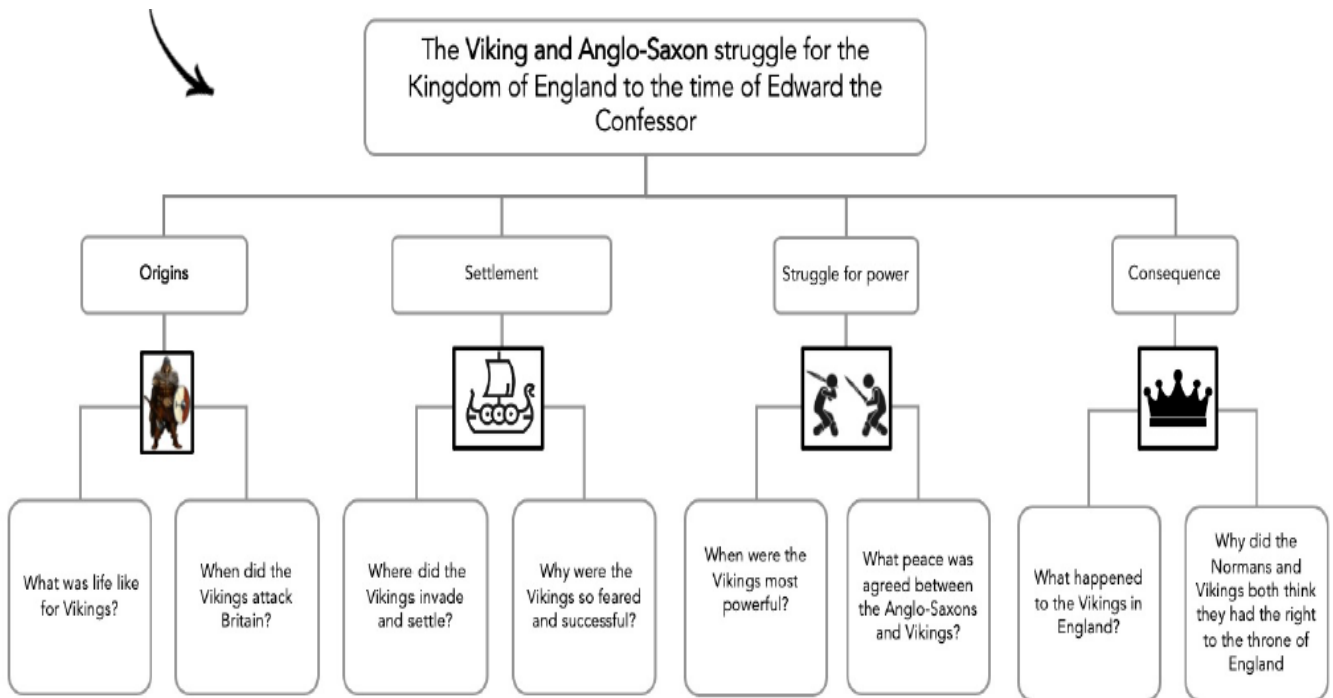 The Viking and Anglo-Saxon struggle for the
Kingdom of England to the time of Edward the
Confessor
Origins
Settlement
Struggle for power
Consequence
What was life like
for Vikings?
When did the
Vikings attack
Britain?
Where did the
Vikings invade
and settle?
Why were the
Vikings so feared
and successful?
When were the
Vikings most
powerful?
What peace was
agreed between
the Anglo-Saxons
and Vikings?
What happened
to the Vikings in
England?
Why did the
Normans and
Vikings both think
they had the right
to the throne of
England